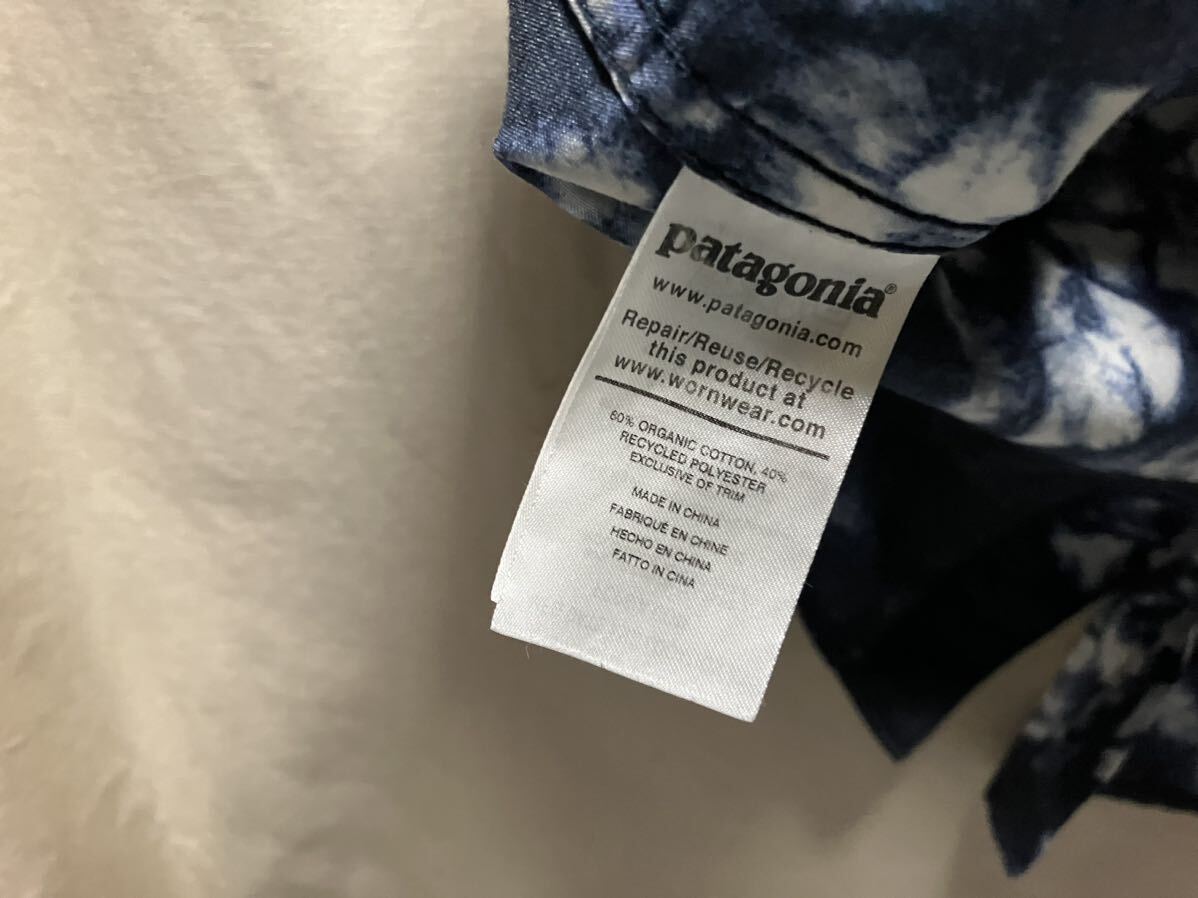 patagonia®
www.patagonia.com
Repair/Reuse/Recycle
this product at
www.wornwear.com
60% ORGANIC COTTON, 40%
RECYCLED POLYESTER
EXCLUSIVE OF TRIM
MADE IN CHINA
FABRIQUÉ EN CHINE
HECHO EN CHINA
FATTO IN CINA